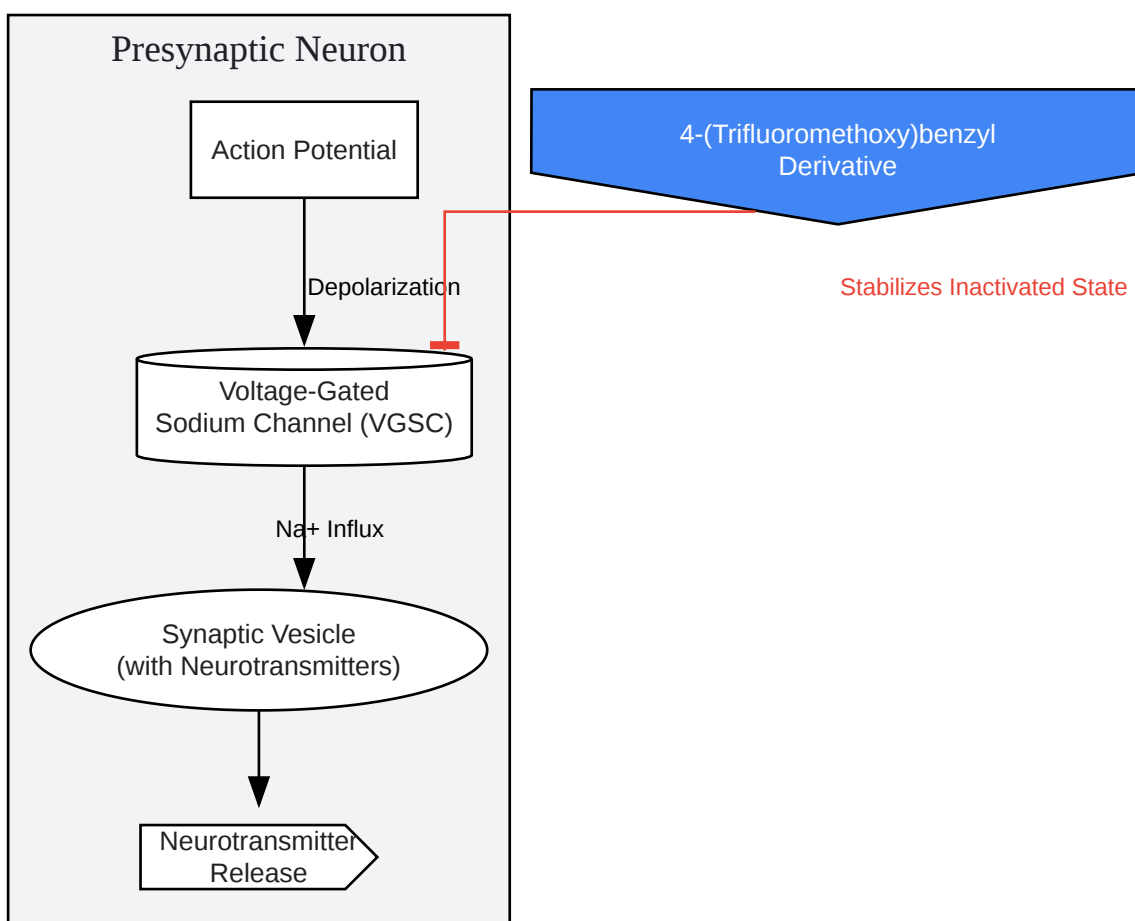 Presynaptic Neuron
Action Potential
4-(Trifluoromethoxy)benzyl
Derivative
Depolarization
Stabilizes Inactivated State
Voltage-Gated
Sodium Channel (VGSC)
Na+ Influx
Synaptic Vesicle
(with Neurotransmitters)
Neurotransmitter
Release